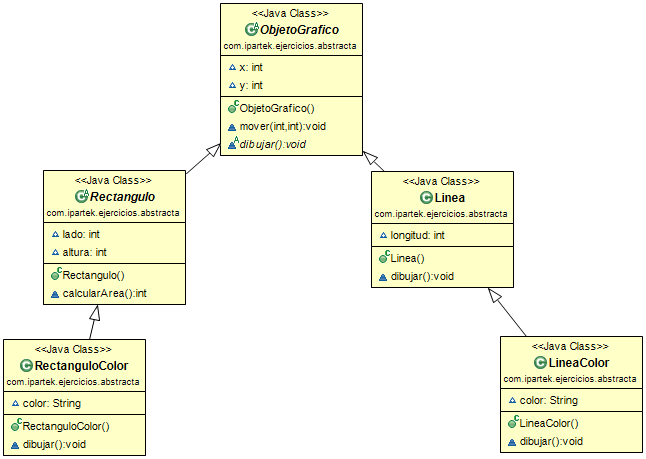 <<Java Class>>
ObjetoGrafico
com.ipartek.ejercicios.abstracta
x: int
y: int
ObjetoGrafico()
mover(int,int):void
dibujar():void
<<Java Class>>
Rectangulo
com.ipartek.ejercicios.abstracta
lado: int
altura: int
Rectangulo()
calcularArea():int
<<Java Class>>
Linea
com.ipartek.ejercicios.abstracta
longitud: int
Linea()
dibujar():void
<<Java Class>>
RectanguloColor
com.ipartek.ejercicios.abstracta
color: String
RectanguloColor()
dibujar():void
<<Java Class>>
LineaColor
com.ipartek.ejercicios.abstracta
color: String
LineaColor()
dibujar():void